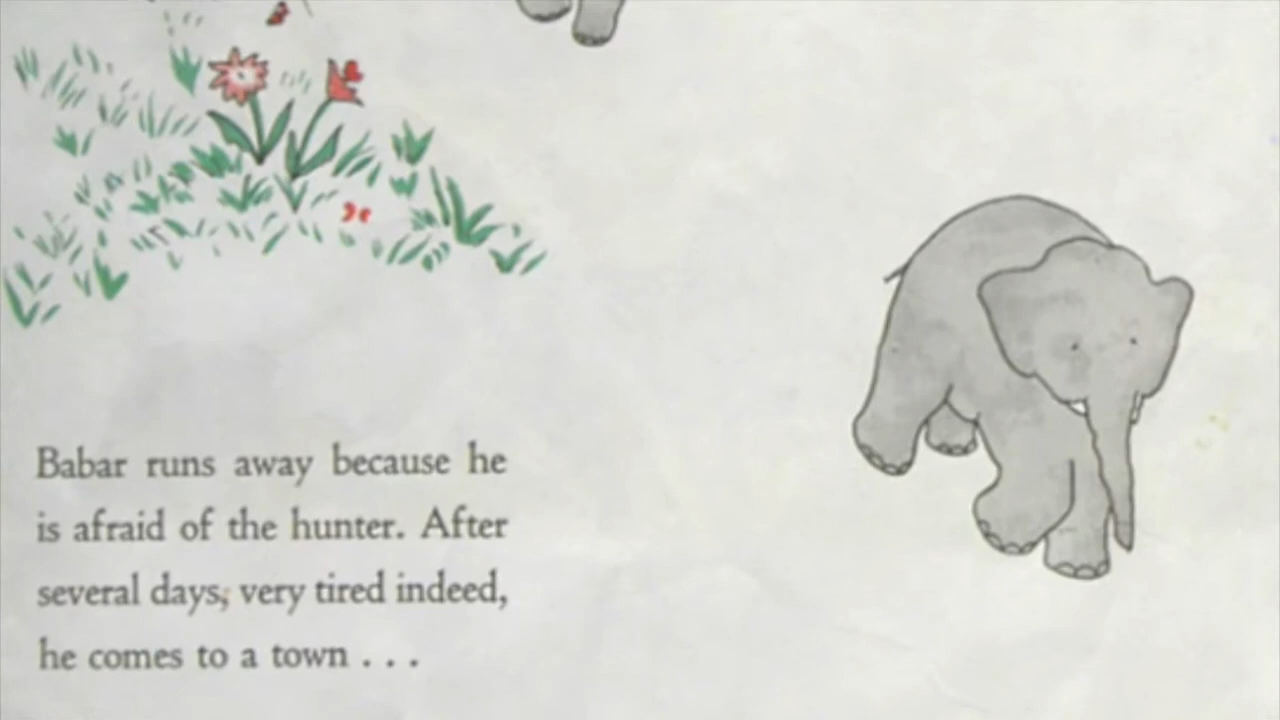 Babar runs away because he
is afraid of the hunter. After
several days, very tired indeed,
he comes to a town . . .